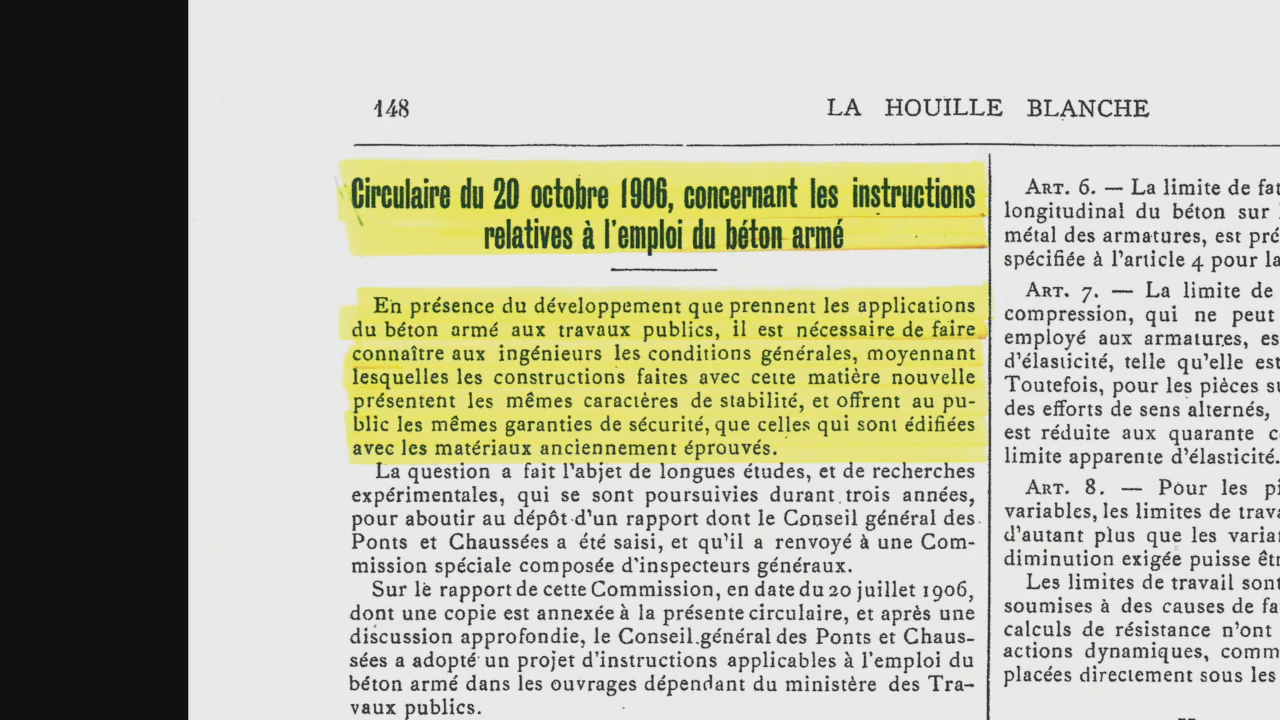 148
LA HOUILLE BLANCHE
Circulaire du 20 octobre 1906, concernant les instructions
relatives à l'emploi du béton armé
En présence du développement que prennent les applications
du béton armé aux travaux publics, il est nécessaire de faire
connaître aux ingénieurs les conditions générales, moyennant
lesquelles les constructions faites avec cette matière nouvelle
présentent les mêmes caractères de stabilité, et offrent au pu-
blic les mêmes garanties de sécurité, que celles qui sont édifiées
avec les matériaux anciennement éprouvés.
La question a fait l'abjet de longues études, et de recherches
expérimentales, qui se sont poursuivies durant trois années,
pour aboutir au dépôt d'un rapport dont le Conseil général des
Ponts et Chaussées a été saisi, et qu'il a renvoyé à une Com-
mission spéciale composée d'inspecteurs généraux.
Sur le rapport de cette Commission, en date du 20 juillet 1906,
dont une copie est annexée à la présente circulaire, et après une
discussion approfondie, le Conseil général des Ponts et Chaus-
sées a adopté un projet d'instructions applicables à l'emploi du
béton armé dans les ouvrages dépendant du ministère des Tra-
vaux publics.
ART. 6. — La limite de fat
longitudinal du béton sur
métal des armatures, est pré
spécifiée à l'article 4 pour la
ART. 7. — La limite de
compression, qui ne peut
employé aux armatures, es
d'élasticité, telle qu'elle est
Toutefois, pour les pièces su
des efforts de sens alternés,
est réduite aux quarante c
limite apparente d'élasticité.
ART. 8. — Pour les pi
variables, les limites de trava
d'autant plus que les varia
diminution exigée puisse êtr
Les limites de travail sont
soumises à des causes de fa
calculs de résistance n'ont
actions dynamiques, comm
placées directement sous les